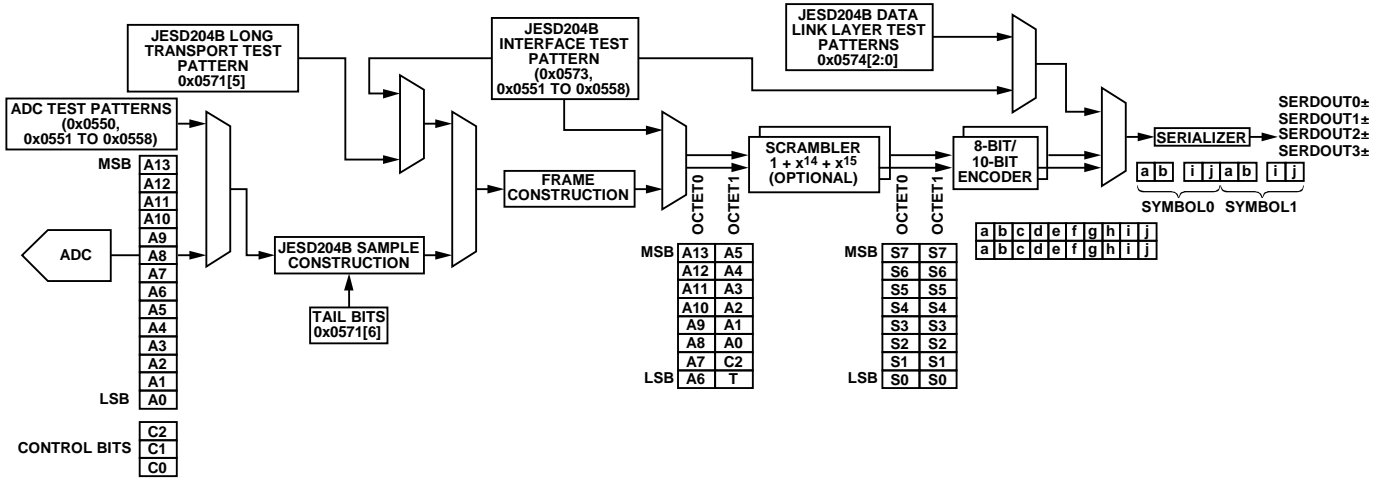 JESD204B LONG
TRANSPORT TEST
PATTERN
0x0571[5]
JESD204B
INTERFACE TEST
PATTERN
(0x0573,
0x0551 TO 0x0558)
JESD204B DATA
LINK LAYER TEST
PATTERNS
0x0574[2:0]
ADC TEST PATTERNS
(0x0550,
0x0551 TO 0x0558)
MSB
A13
A12
A11
A10
A9
A8
A7
A6
A5
A4
A3
A2
A1
LSB A0
CONTROL BITS
C2
C1
C0
ADC
JESD204B SAMPLE
CONSTRUCTION
TAIL BITS
0x0571[6]
FRAME
CONSTRUCTION
OCTET0
OCTET1
MSB A13 A5
A12 A4
A11 A3
A10 A2
A9 A1
A8 A0
A7 C2
LSB A6 T
SCRAMBLER
1 + x14 + x15
(OPTIONAL)
OCTET0
OCTET1
MSB S7 S7
S6 S6
S5 S5
S4 S4
S3 S3
S2 S2
S1 S1
LSB S0 S0
8-BIT/
10-BIT
ENCODER
a b c d e f g h i j
a b c d e f g h i j
SERIALIZER
SERDOUT0±
SERDOUT1±
SERDOUT2±
SERDOUT3±
a b i j a b i j
SYMBOL0 SYMBOL1